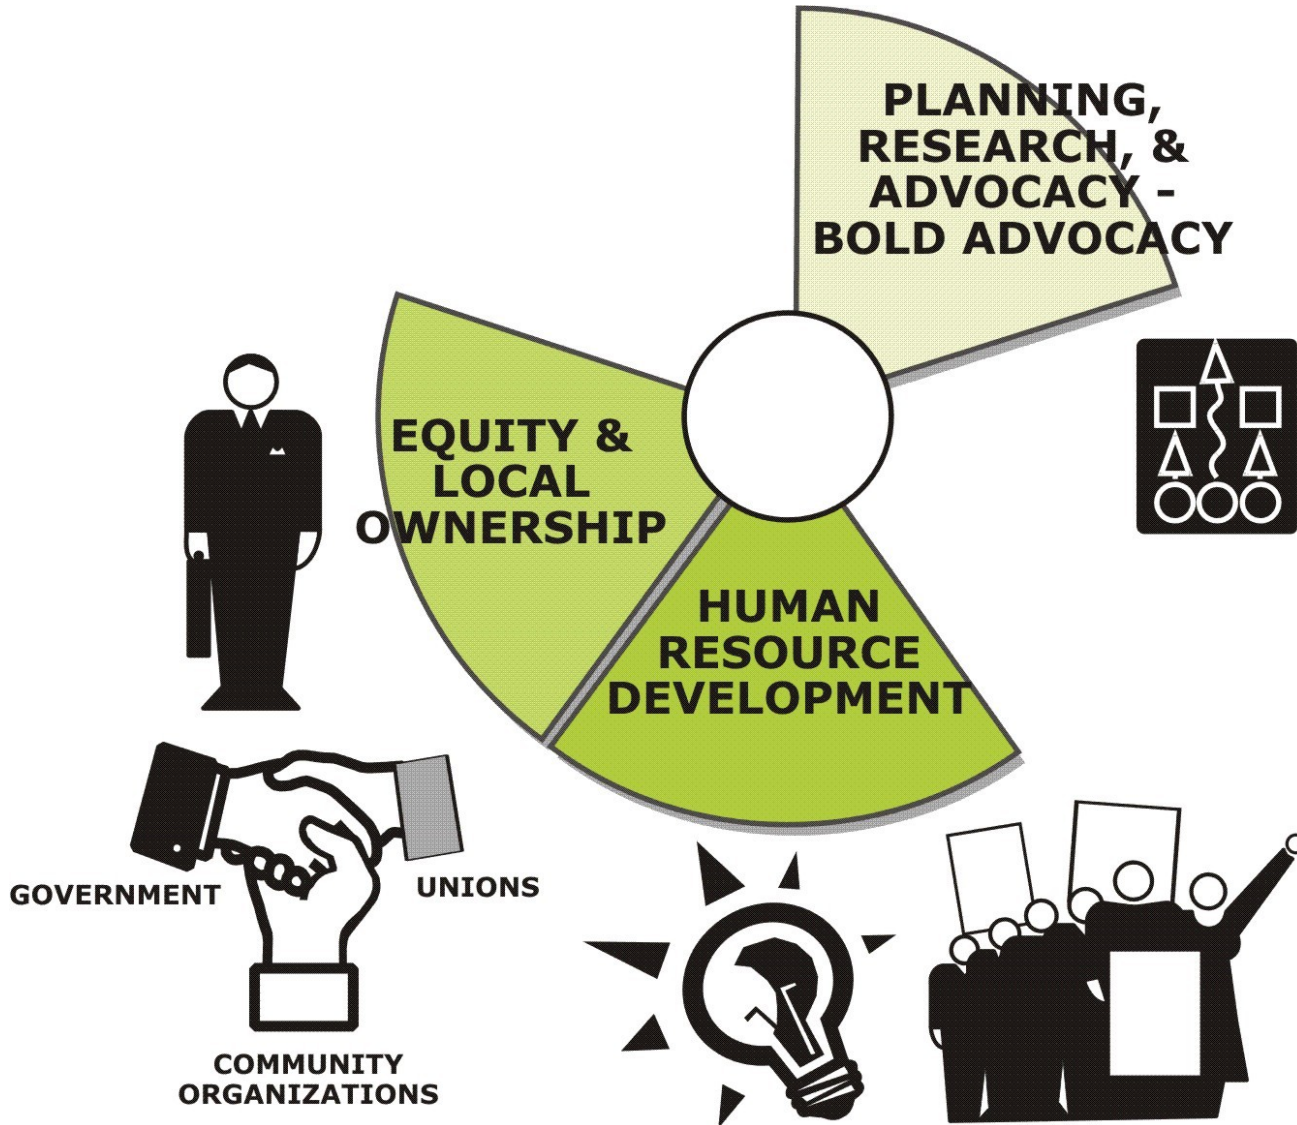 PLANNING,
RESEARCH, &
ADVOCACY -
BOLD ADVOCACY
EQUITY &
LOCAL
OWNERSHIP
HUMAN
RESOURCE
DEVELOPMENT
GOVERNMENT
UNIONS
COMMUNITY
ORGANIZATIONS